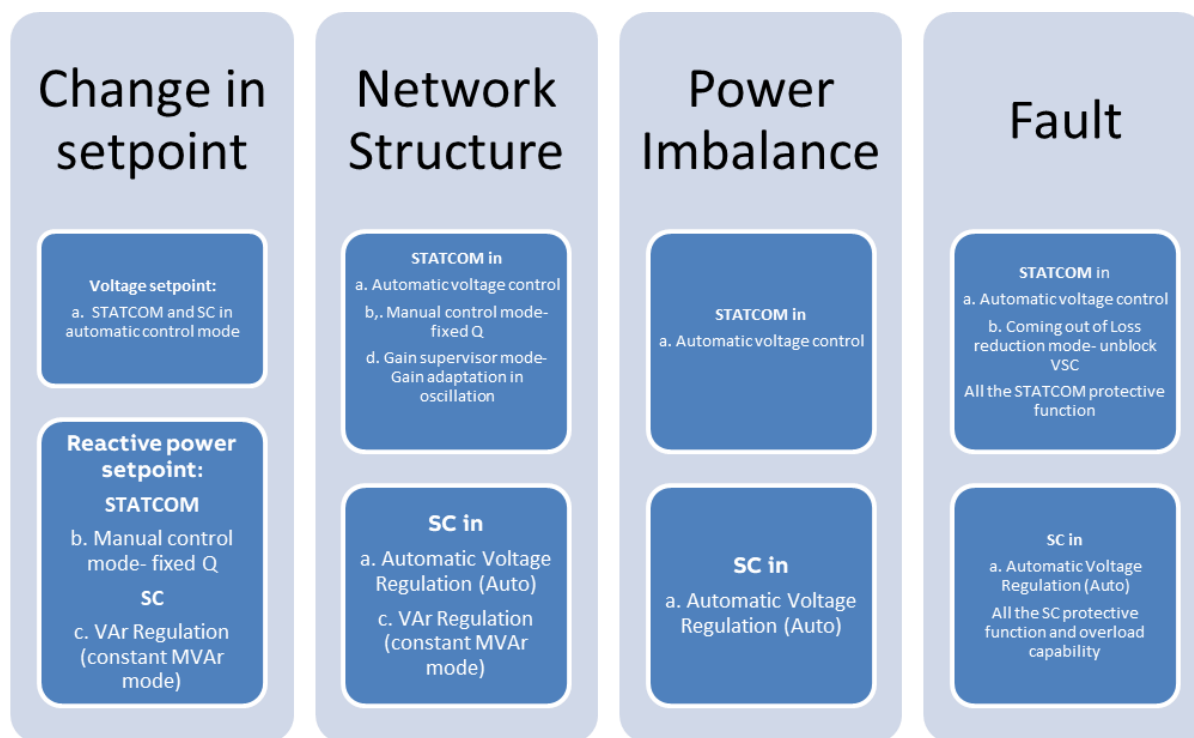 Change in
setpoint
Voltage setpoint:
a. STATCOM and SC in
automatic control mode
Reactive power
setpoint:
STATCOM
b. Manual control
mode- fixed Q
SC
c. VAr Regulation
(constant MVAr
mode)
Network
Structure
STATCOM in
a. Automatic voltage control
b,. Manual control mode-
fixed Q
d. Gain supervisor mode-
Gain adaptation in
oscillation
SC in
a. Automatic Voltage
Regulation (Auto)
c. VAr Regulation
(constant MVAr
mode)
Power
Imbalance
STATCOM in
a. Automatic voltage control
SC in
a. Automatic Voltage
Regulation (Auto)
Fault
STATCOM in
a. Automatic voltage control
b. Coming out of Loss
reduction mode- unblock
VSC
All the STATCOM protective
function
SC in
a. Automatic Voltage
Regulation (Auto)
All the SC protective
function and overload
capability